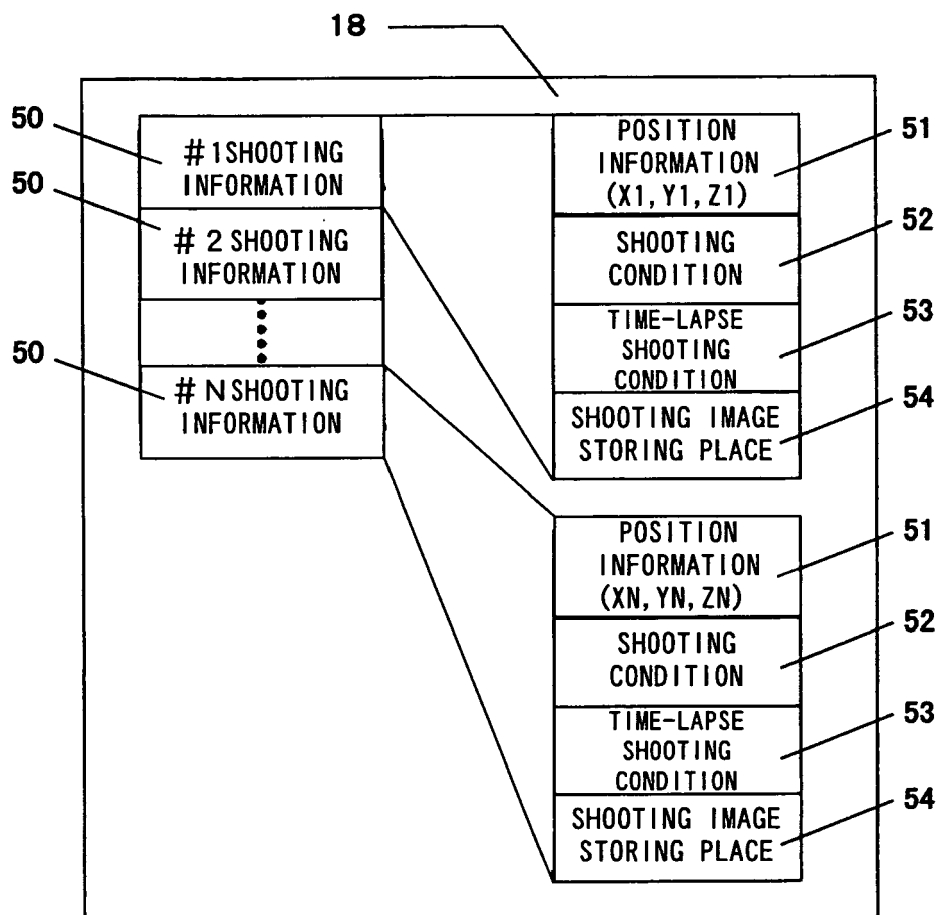 18
50
#1SHOOTING
INFORMATION
50
#2SHOOTING
INFORMATION
50
#NSHOOTING
INFORMATION
POSITION
INFORMATION
(X1,Y1,Z1)
51
SHOOTING
CONDITION
52
TIME-LAPSE
SHOOTING
CONDITION
53
SHOOTING IMAGE
STORING PLACE
54
POSITION
INFORMATION
(XN,YN,ZN)
51
SHOOTING
CONDITION
52
TIME-LAPSE
SHOOTING
CONDITION
53
SHOOTING IMAGE
STORING PLACE
54